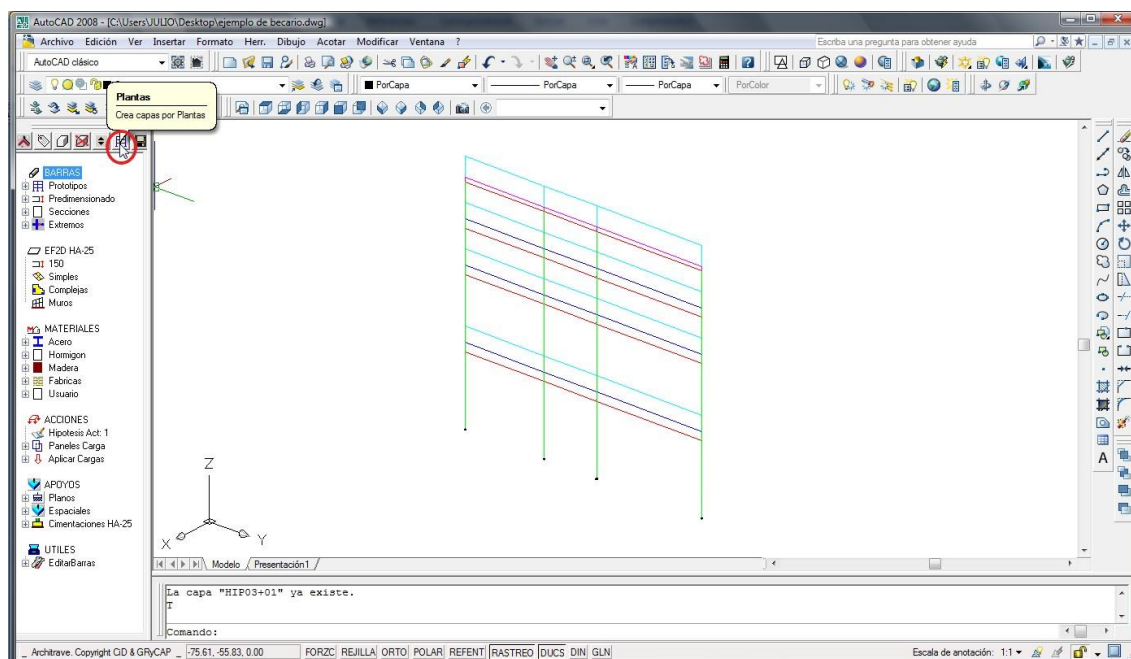 AutoCAD 2008 - [C:\Users\JULIO\Desktop\ejemplo de becario.dwg]
Archivo Edición Ver Insertar Formato Herr. Dibujo Acotar Modificar Ventana ?
Escriba una pregunta para obtener ayuda
AutoCAD clásico
PorCapa PorCapa PorCapa PorColor
Plantas
Crea capas por Plantas
BARRAS
Prototipos
Predimensionado
Secciones
Extremos
EF2D HA-25
150
Simples
Complejas
Muros
MATERIALES
Acero
Hormigon
Madera
Fabricas
Usuario
ACCIONES
Hipotesis Act: 1
Paneles Carga
Aplicar Cargas
APOYOS
Planos
Espaciales
Cimentaciones HA-25
UTILES
EditarBarras
Z
X
Y
Modelo Presentación1
La capa "HIP03+01" ya existe.
T
Comando:
_ Architrave. Copyright CiD & GRyCAP _ -75.61, -55.83, 0.00 FORZC REJILLA ORTO POLAR REFENT RASTREO DUCS DIN GLN Escala de anotación: 1:1